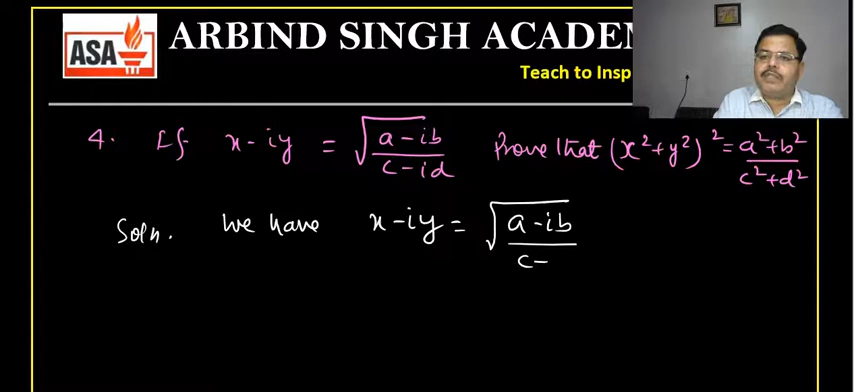 ASA
ARBIND SINGH ACADEM
Teach to Insp
4. If x - iy = √(a - ib / c - id) Prove that (x² + y²)² = a² + b² / c² + d²
Soln. We have x - iy = √(a - ib / c -